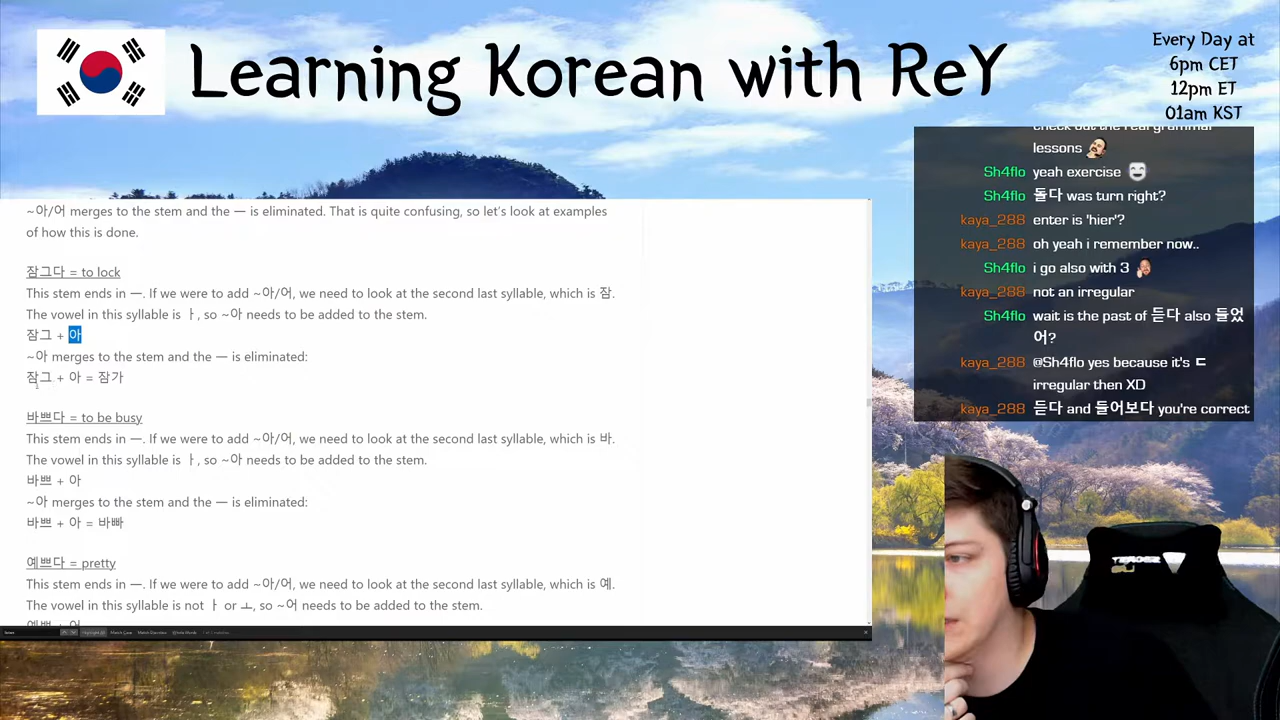 Learning Korean with ReY
Every Day at
6pm CET
12pm ET
01am KST
~아/어 merges to the stem and the ㅡ is eliminated. That is quite confusing, so let's look at examples
of how this is done.
잠그다 = to lock
This stem ends in ㅡ. If we were to add ~아/어, we need to look at the second last syllable, which is 잠.
The vowel in this syllable is ㅏ, so ~아 needs to be added to the stem.
잠그 + 아
~아 merges to the stem and the ㅡ is eliminated:
잠그 + 아 = 잠가
바쁘다 = to be busy
This stem ends in ㅡ. If we were to add ~아/어, we need to look at the second last syllable, which is 바.
The vowel in this syllable is ㅏ, so ~아 needs to be added to the stem.
바쁘 + 아
~아 merges to the stem and the ㅡ is eliminated:
바쁘 + 아 = 바빠
예쁘다 = pretty
This stem ends in ㅡ. If we were to add ~아/어, we need to look at the second last syllable, which is 예.
The vowel in this syllable is not ㅏ or ㅗ, so ~어 needs to be added to the stem.
예쁘 + 어
check out the real grammar
lessons
Sh4flo yeah exercise
Sh4flo 돌다 was turn right?
kaya_288 enter is 'hier'?
kaya_288 oh yeah i remember now..
Sh4flo i go also with 3
kaya_288 not an irregular
Sh4flo wait is the past of 듣다 also 들었
어?
kaya_288 @Sh4flo yes because it's ㄷ
irregular then XD
kaya_288 듣다 and 들어보다 you're correct